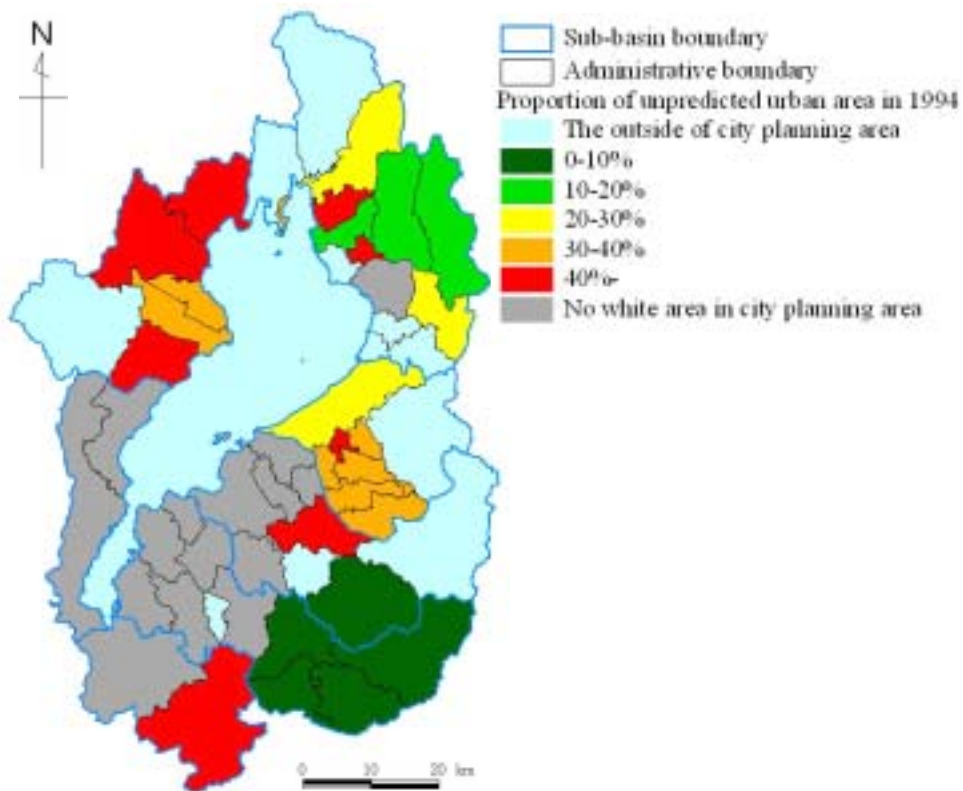 N
Sub-basin boundary
Administrative boundary
Proportion of unpredicted urban area in 1994
The outside of city planning area
0-10%
10-20%
20-30%
30-40%
40%-
No white area in city planning area
0 10 20 km